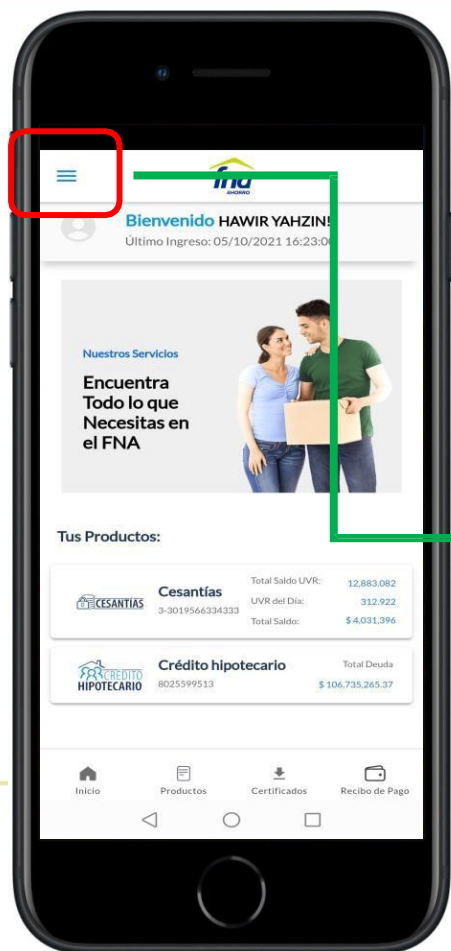 fna
AHORRO
Bienvenido HAWIR YAHZIN!
Último Ingreso: 05/10/2021 16:23:00
Nuestros Servicios
Encuentra
Todo lo que
Necesitas en
el FNA
Tus Productos:
CESANTÍAS
Cesantías
3-3019566334333
Total Saldo UVR: 12,883.082
UVR del Día: 312.922
Total Saldo: $ 4,031,396
CREDITO
HIPOTECARIO
Crédito hipotecario
8025599513
Total Deuda
$ 106,735,265.37
Inicio
Productos
Certificados
Recibo de Pago